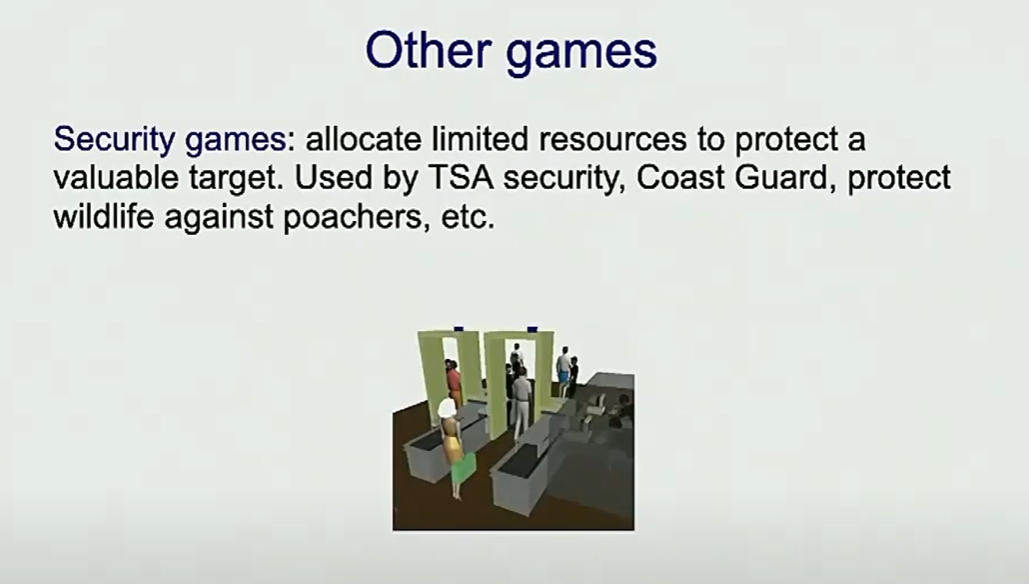 Other games
Security games: allocate limited resources to protect a
valuable target. Used by TSA security, Coast Guard, protect
wildlife against poachers, etc.